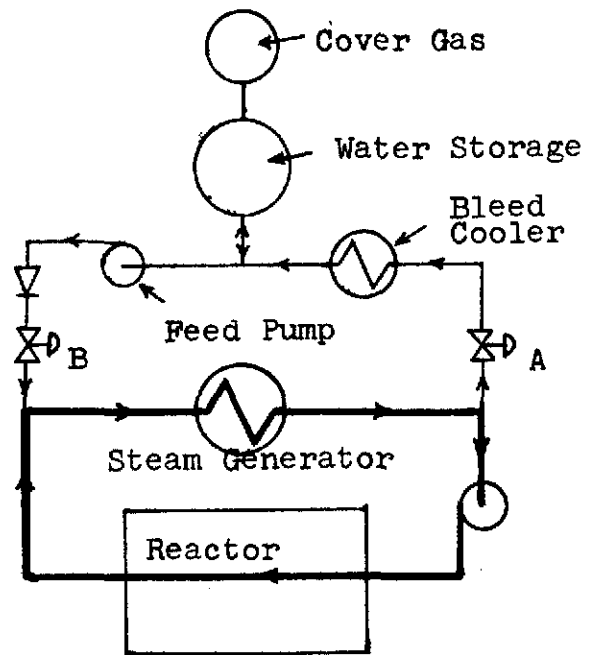 Cover Gas
Water Storage
Bleed
Cooler
Feed Pump
B
A
Steam Generator
Reactor